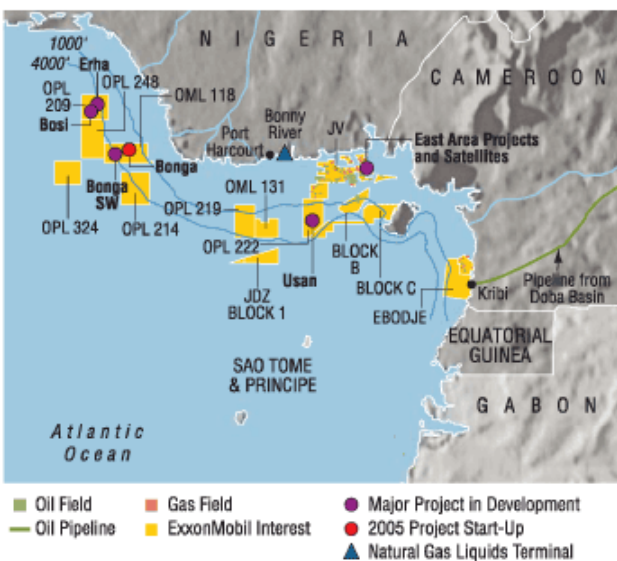 NIGERIA
CAMEROON
1000'
4000'
Erha
OPL 248
OPL
209
OML 118
Bosi
Bonny
River
Port
Harcourt
JV
East Area Projects
and Satellites
Bonga
Bonga
SW
OML 131
OPL 324
OPL 214
OPL 219
OPL 222
Usan
BLOCK
B
BLOCK C
JDZ
BLOCK 1
EBODJE
Kribi
Pipeline from
Doba Basin
EQUATORIAL
GUINEA
SAO TOME
& PRINCIPE
GABON
Atlantic
Ocean
Oil Field
Gas Field
Major Project in Development
Oil Pipeline
ExxonMobil Interest
2005 Project Start-Up
Natural Gas Liquids Terminal